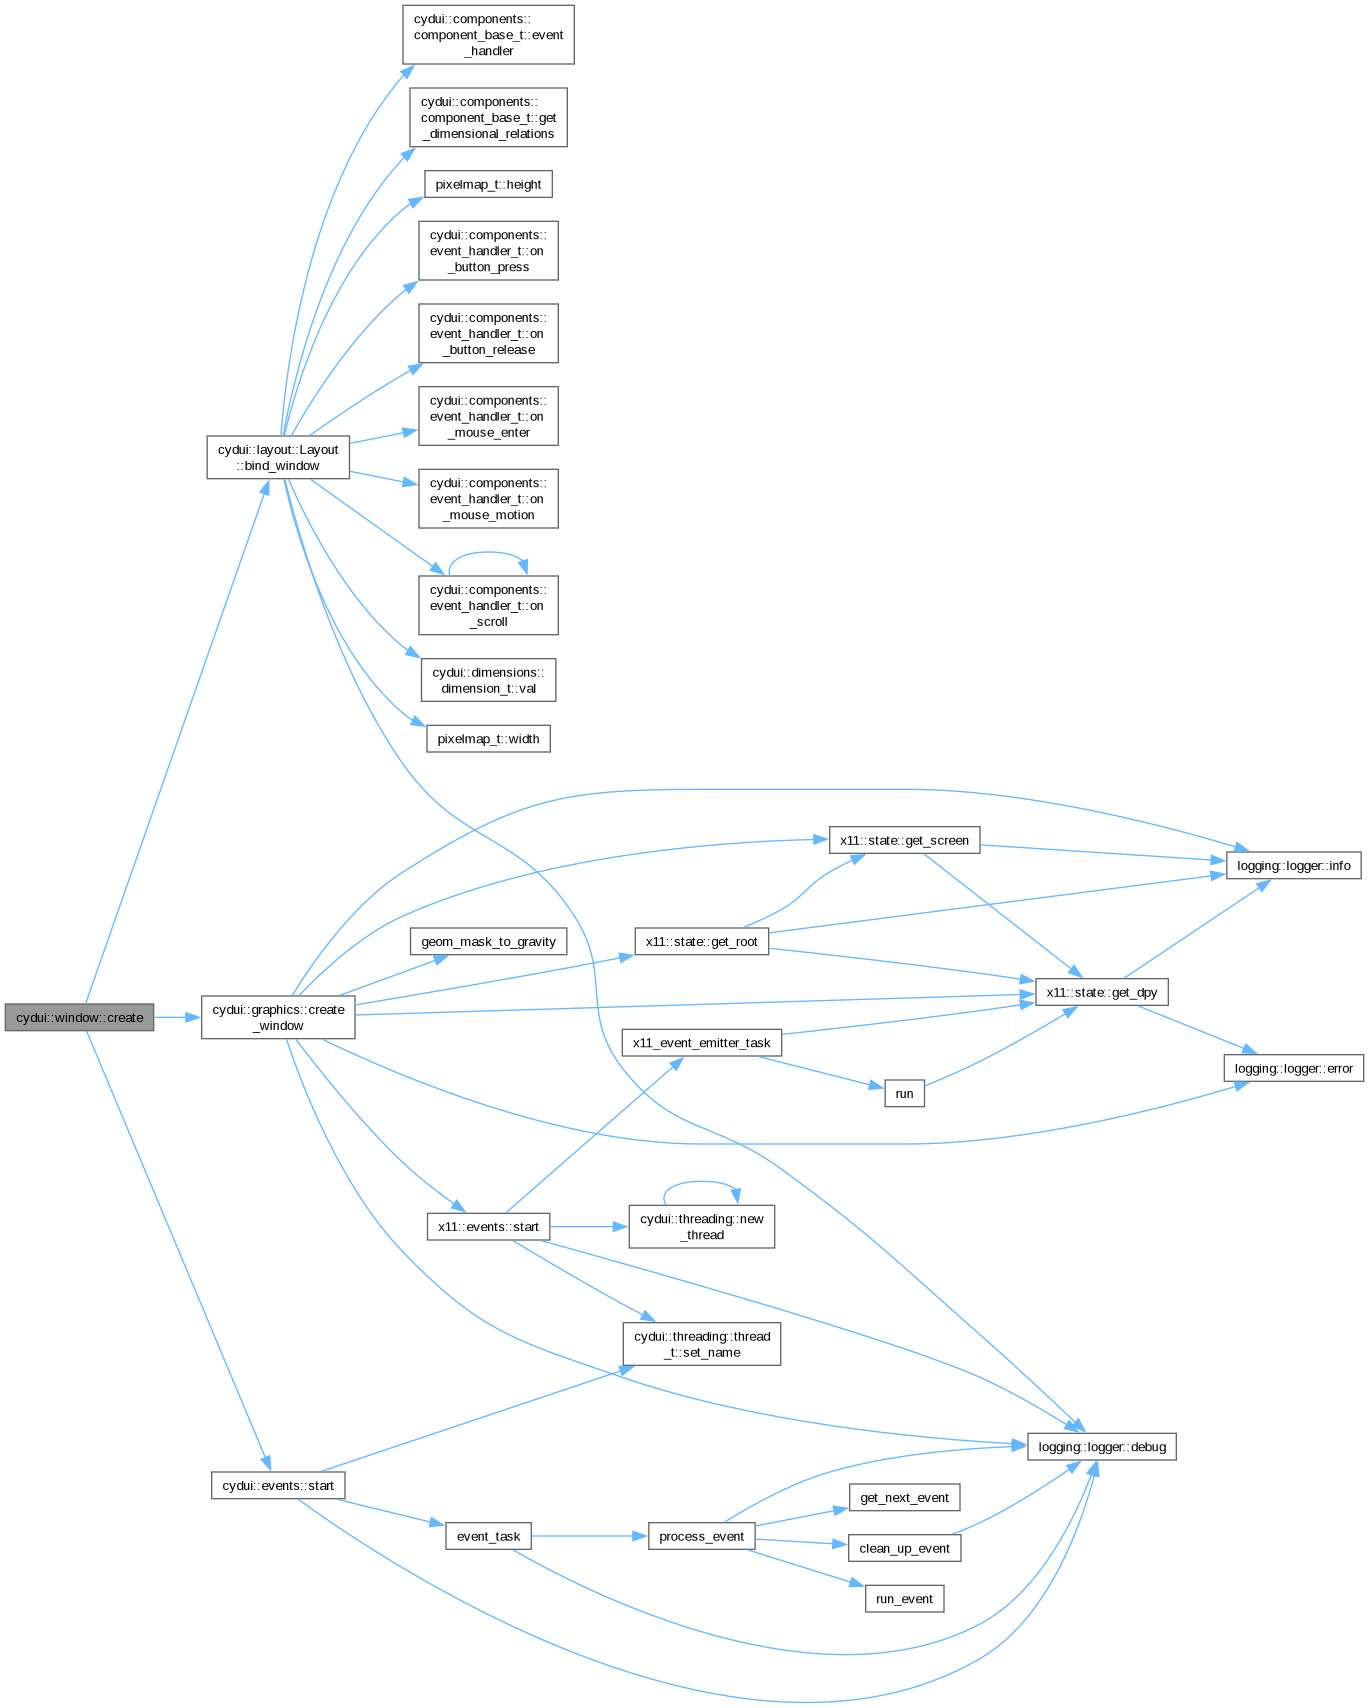 cydui::components::
component_base_t::event
_handler
cydui::components::
component_base_t::get
_dimensional_relations
pixelmap_t::height
cydui::components::
event_handler_t::on
_button_press
cydui::components::
event_handler_t::on
_button_release
cydui::components::
event_handler_t::on
_mouse_enter
cydui::layout::Layout
::bind_window
cydui::components::
event_handler_t::on
_mouse_motion
cydui::components::
event_handler_t::on
_scroll
cydui::dimensions::
dimension_t::val
pixelmap_t::width
x11::state::get_screen
logging::logger::info
geom_mask_to_gravity
x11::state::get_root
x11::state::get_dpy
cydui::window::create
cydui::graphics::create
_window
x11_event_emitter_task
logging::logger::error
run
x11::events::start
cydui::threading::new
_thread
cydui::threading::thread
_t::set_name
logging::logger::debug
cydui::events::start
get_next_event
event_task
process_event
clean_up_event
run_event